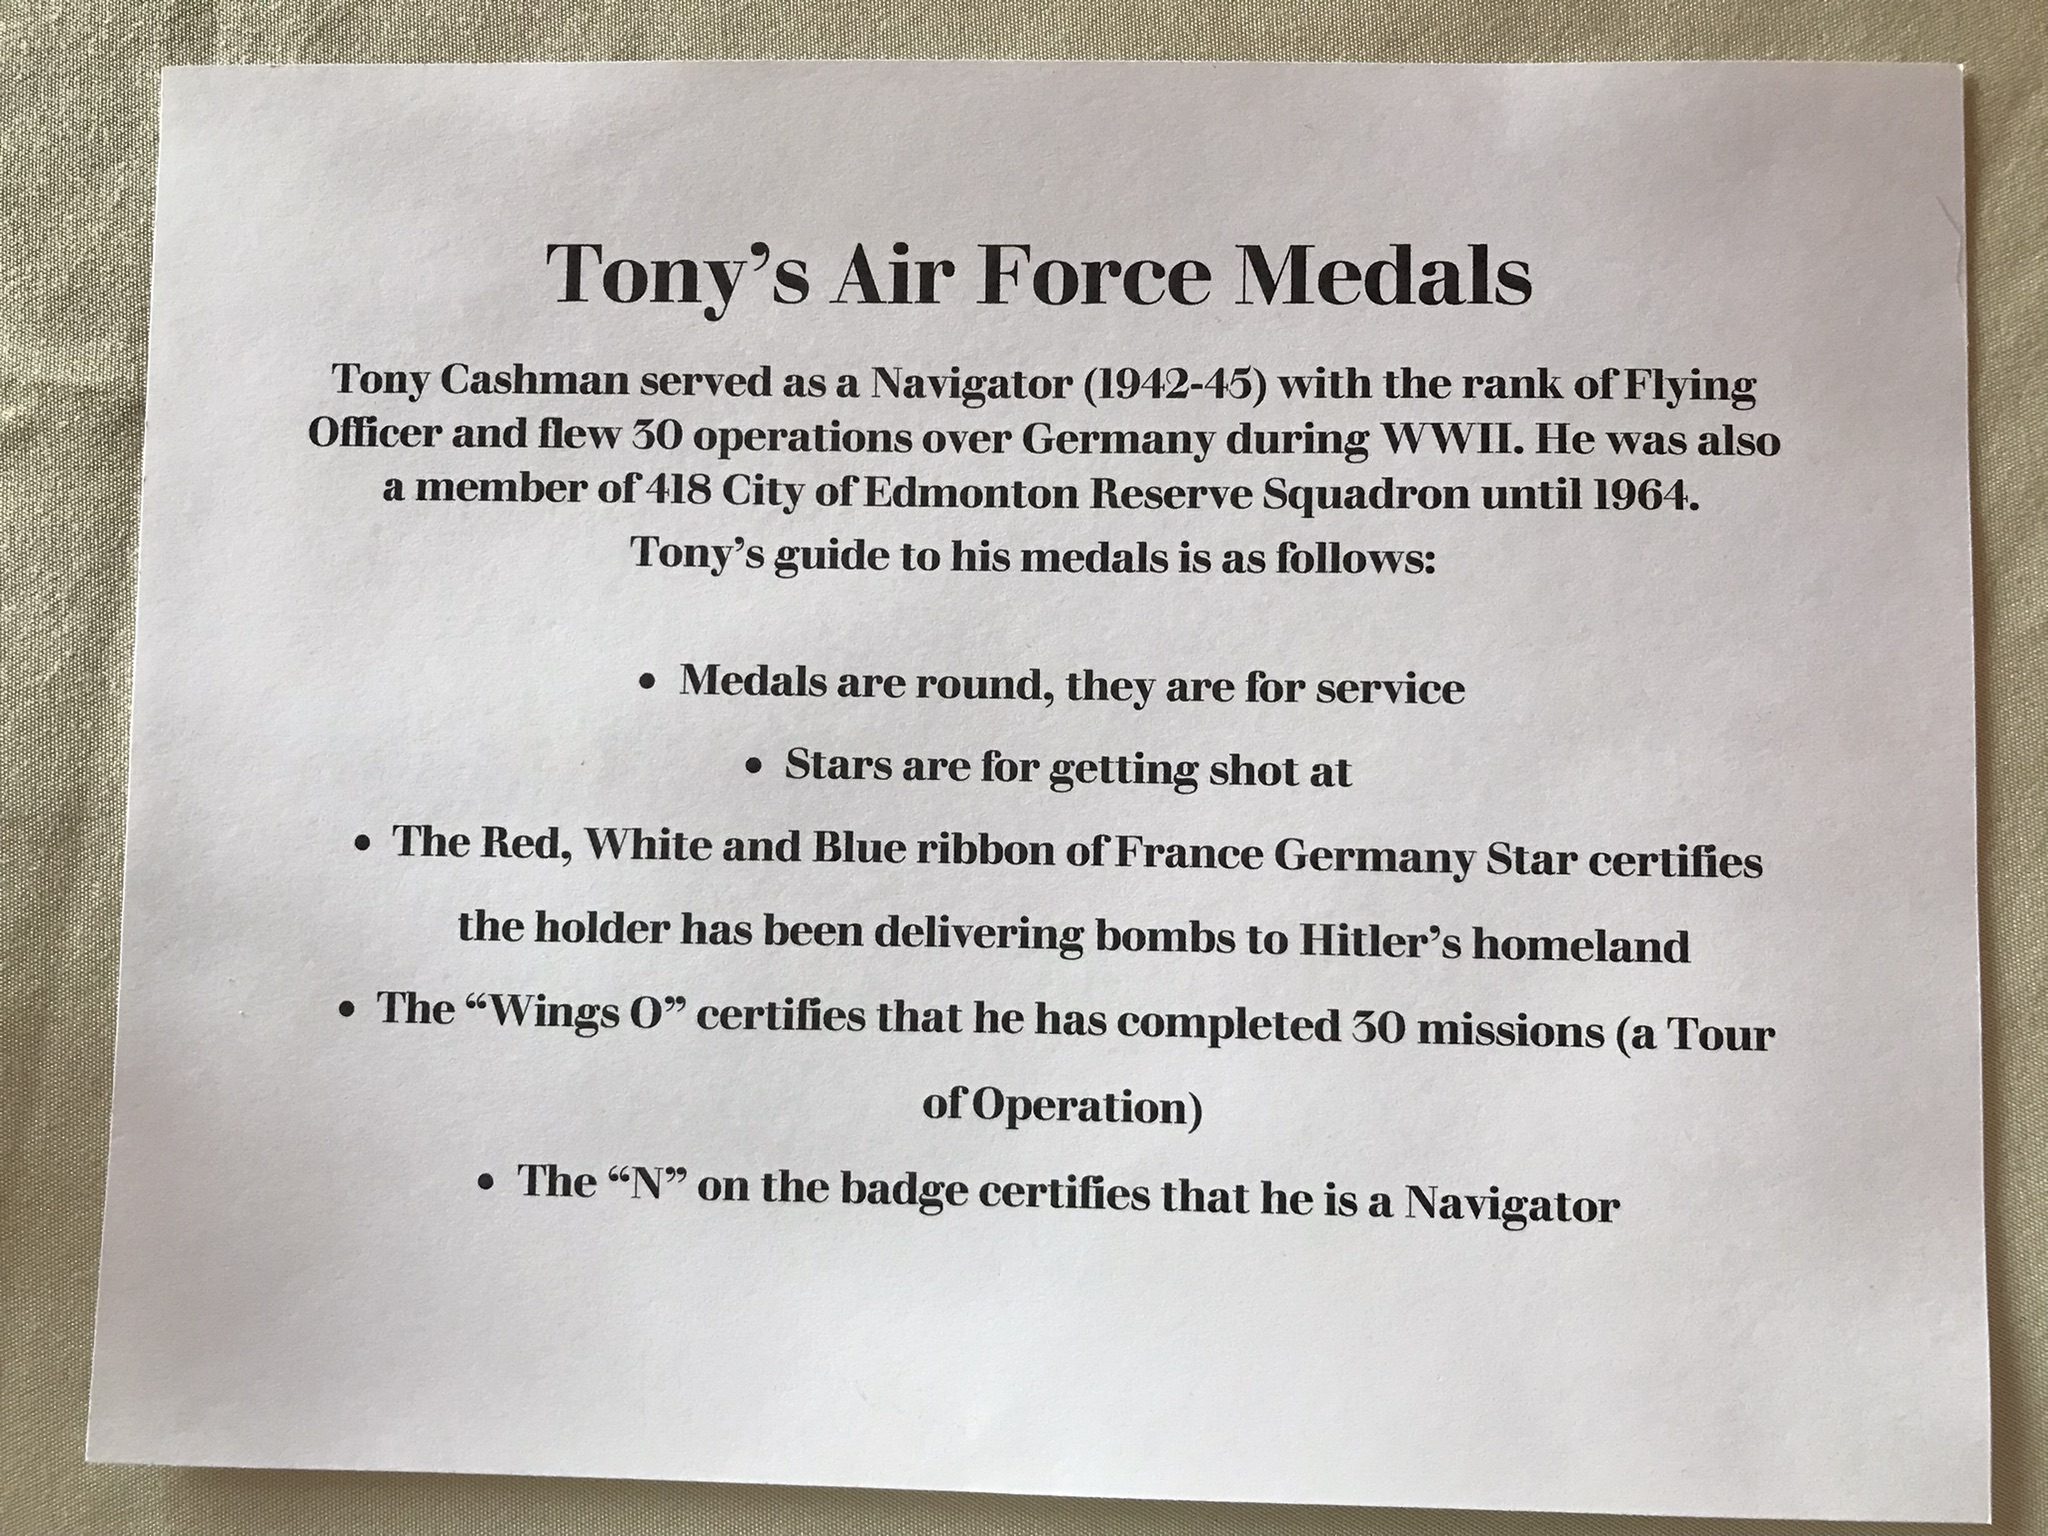 Tony’s Air Force Medals
Tony Cashman served as a Navigator (1942-45) with the rank of Flying
Officer and flew 30 operations over Germany during WWII. He was also
a member of 418 City of Edmonton Reserve Squadron until 1964.
Tony’s guide to his medals is as follows:
• Medals are round, they are for service
• Stars are for getting shot at
• The Red, White and Blue ribbon of France Germany Star certifies
the holder has been delivering bombs to Hitler’s homeland
• The “Wings O” certifies that he has completed 30 missions (a Tour
of Operation)
• The “N” on the badge certifies that he is a Navigator